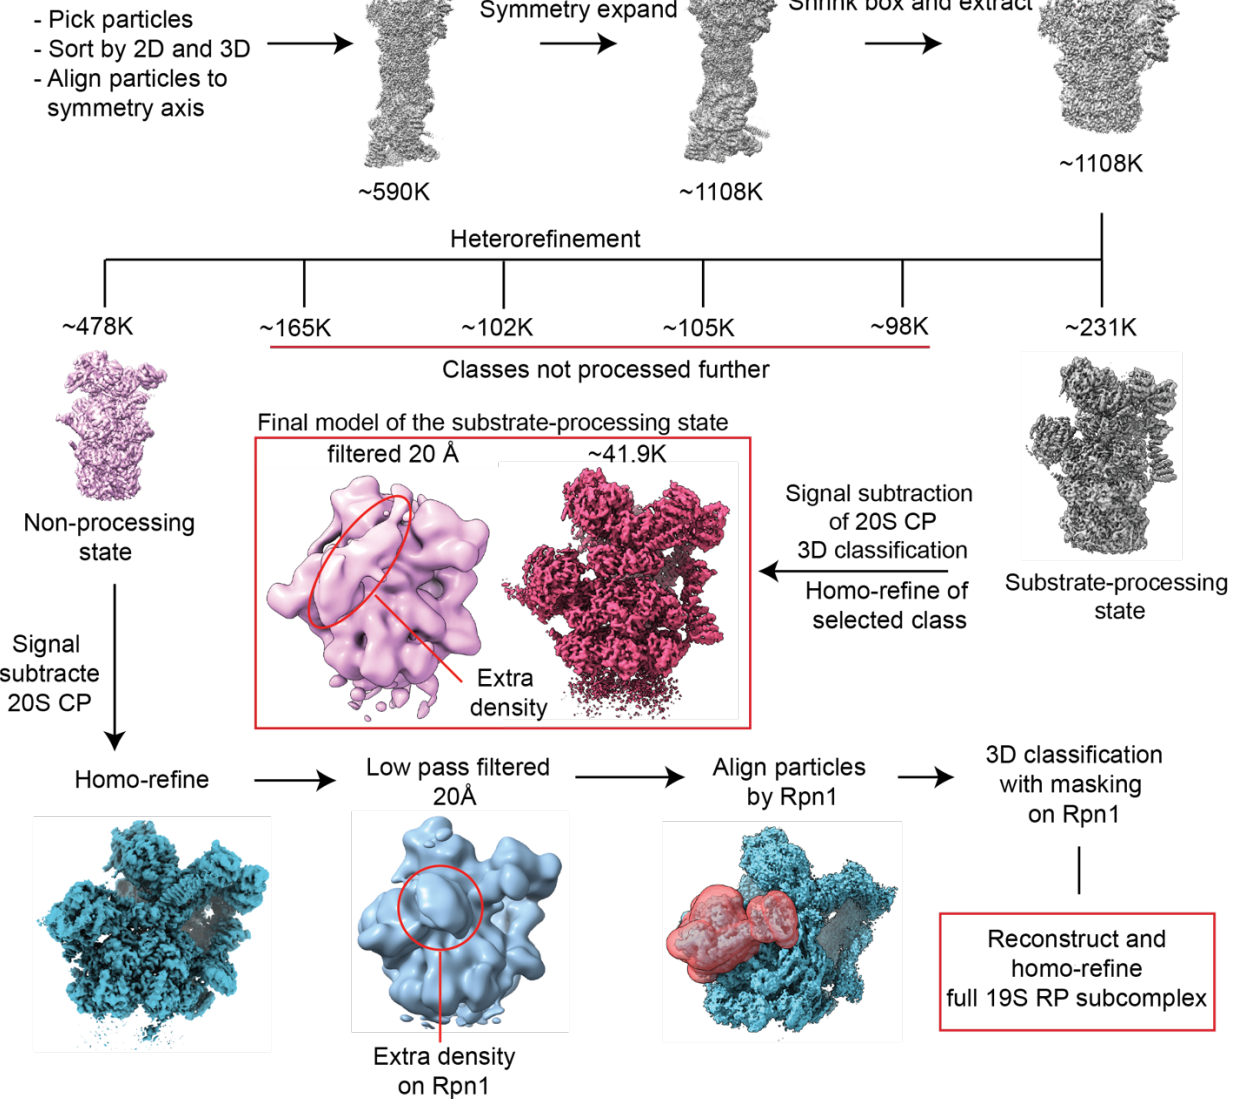 - Pick particles
- Sort by 2D and 3D
- Align particles to
symmetry axis
Symmetry expand
Shrink box and extract
~590K
~1108K
~1108K
Heterorefinement
~478K
~165K
~102K
~105K
~98K
~231K
Classes not processed further
Non-processing
state
Final model of the substrate-processing state
filtered 20 Å
~41.9K
Extra
density
Signal subtraction
of 20S CP
3D classification
Homo-refine of
selected class
Substrate-processing
state
Signal
subtracte
20S CP
Homo-refine
Low pass filtered
20Å
Align particles
by Rpn1
3D classification
with masking
on Rpn1
Extra density
on Rpn1
Reconstruct and
homo-refine
full 19S RP subcomplex